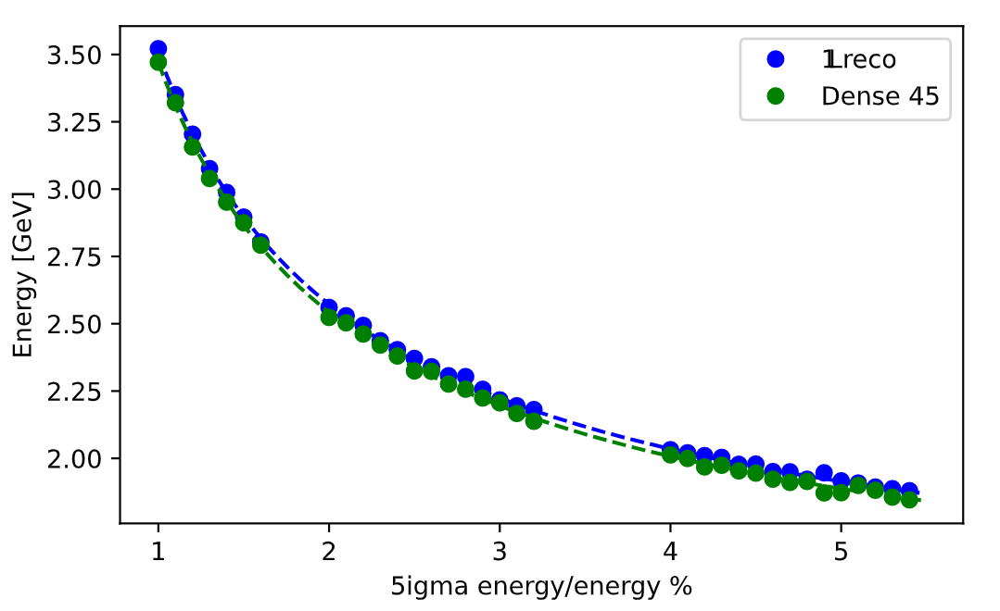 3.50
3.25
3.00
2.75
2.50
2.25
2.00
Energy [GeV]
1 2 3 4 5
5igma energy/energy %
1Lreco
Dense 45